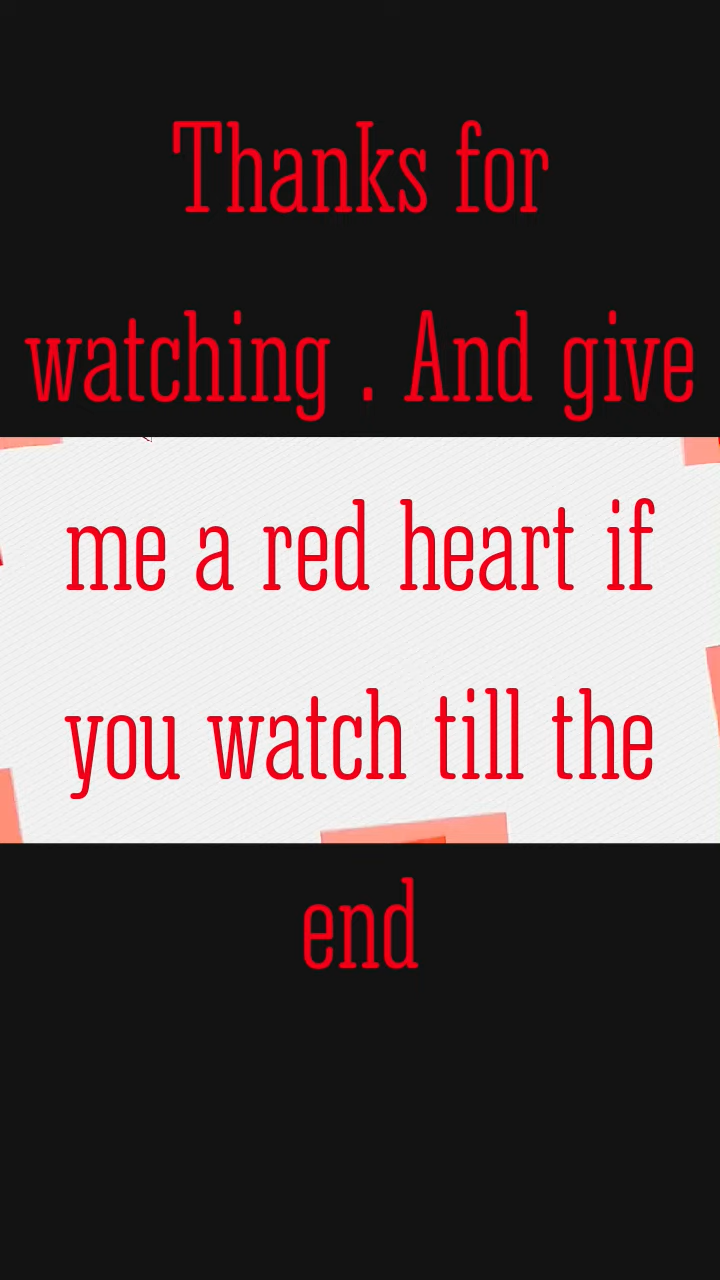 Thanks for
watching . And give
me a red heart if
you watch till the
end